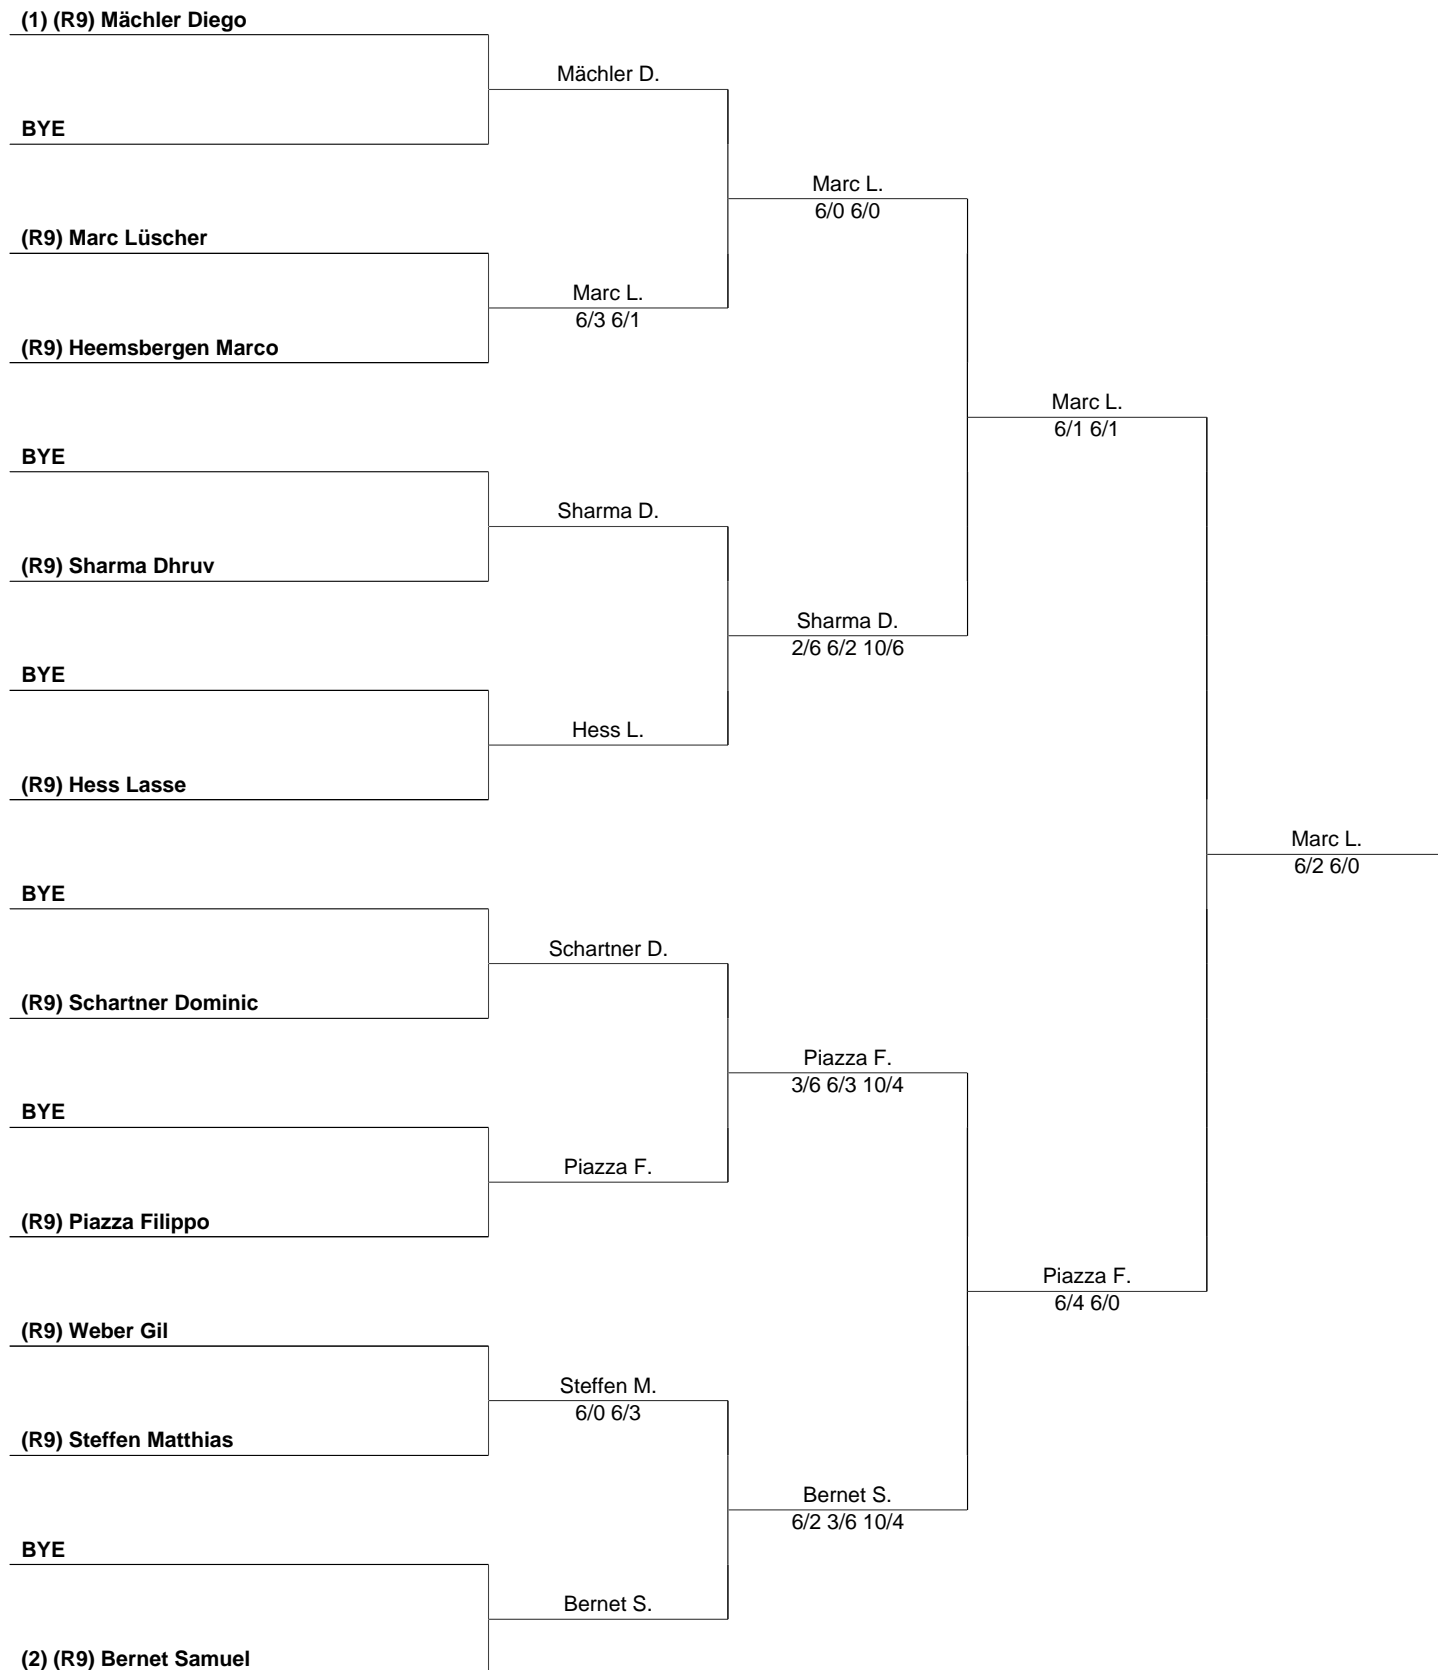 (1) (R9) Mächler Diego
Mächler D.
BYE
Marc L.
6/0 6/0
(R9) Marc Lüscher
Marc L.
6/3 6/1
(R9) Heemsbergen Marco
Marc L.
6/1 6/1
BYE
Sharma D.
(R9) Sharma Dhruv
Sharma D.
2/6 6/2 10/6
BYE
Hess L.
(R9) Hess Lasse
Marc L.
6/2 6/0
BYE
Schartner D.
(R9) Schartner Dominic
Piazza F.
3/6 6/3 10/4
BYE
Piazza F.
(R9) Piazza Filippo
Piazza F.
6/4 6/0
(R9) Weber Gil
Steffen M.
6/0 6/3
(R9) Steffen Matthias
Bernet S.
6/2 3/6 10/4
BYE
Bernet S.
(2) (R9) Bernet Samuel